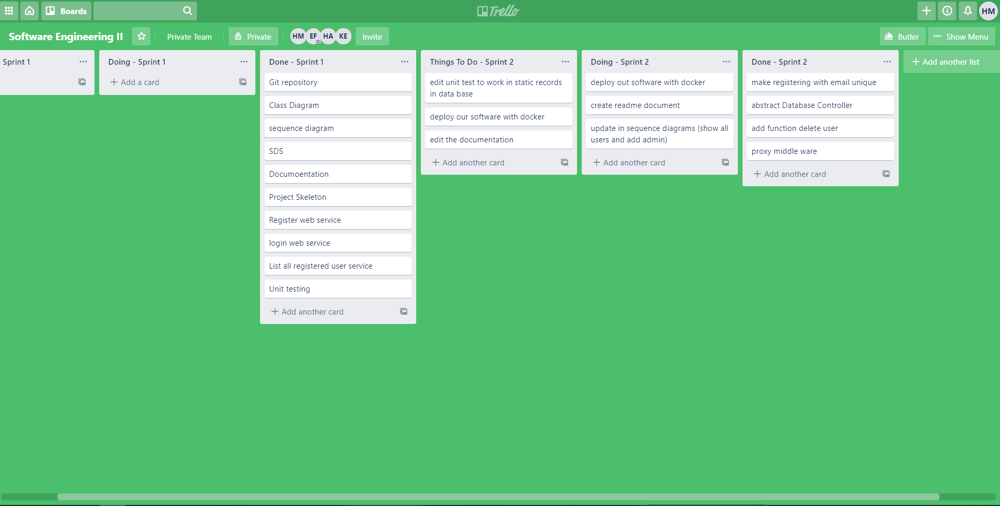 Boards
Trello
HM
Software Engineering II
Private Team
Private
HM EF HA KE
Invite
Butler
Show Menu
Sprint 1
Doing - Sprint 1
Add a card
Done - Sprint 1
Git repository
Class Diagram
sequence diagram
SDS
Documoentation
Project Skeleton
Register web service
login web service
List all registered user service
Unit testing
Add another card
Things To Do - Sprint 2
edit unit test to work in static records
in data base
deploy our software with docker
edit the documentation
Add another card
Doing - Sprint 2
deploy out software with docker
create readme document
update in sequence diagrams (show all
users and add admin)
Add another card
Done - Sprint 2
make registering with email unique
abstract Database Controller
add function delete user
proxy middle ware
Add another card
Add another list